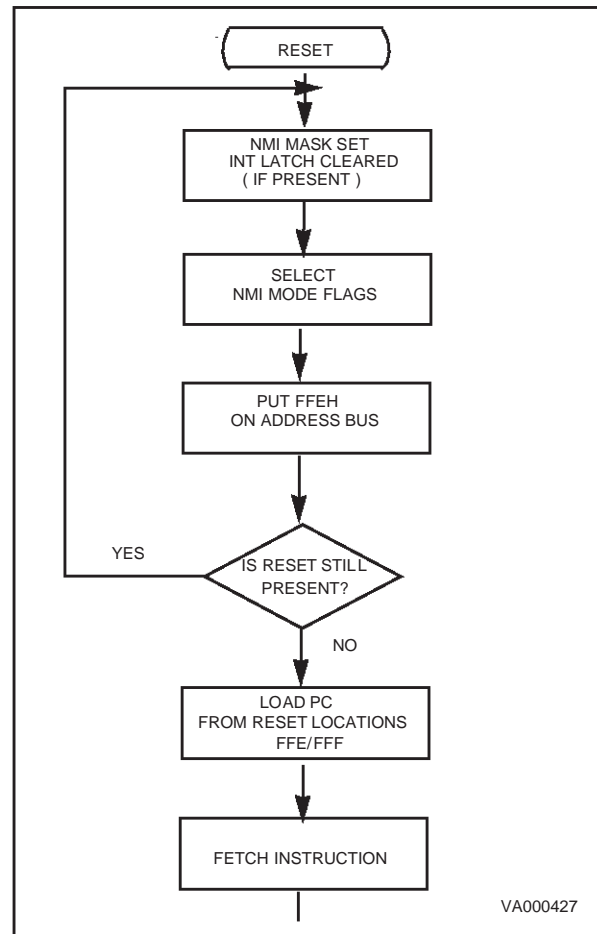 RESET
NMI MASK SET
INT LATCH CLEARED
( IF PRESENT )
SELECT
NMI MODE FLAGS
PUT FFEH
ON ADDRESS BUS
YES
IS RESET STILL
PRESENT?
NO
LOAD PC
FROM RESET LOCATIONS
FFE/FFF
FETCH INSTRUCTION
VA000427